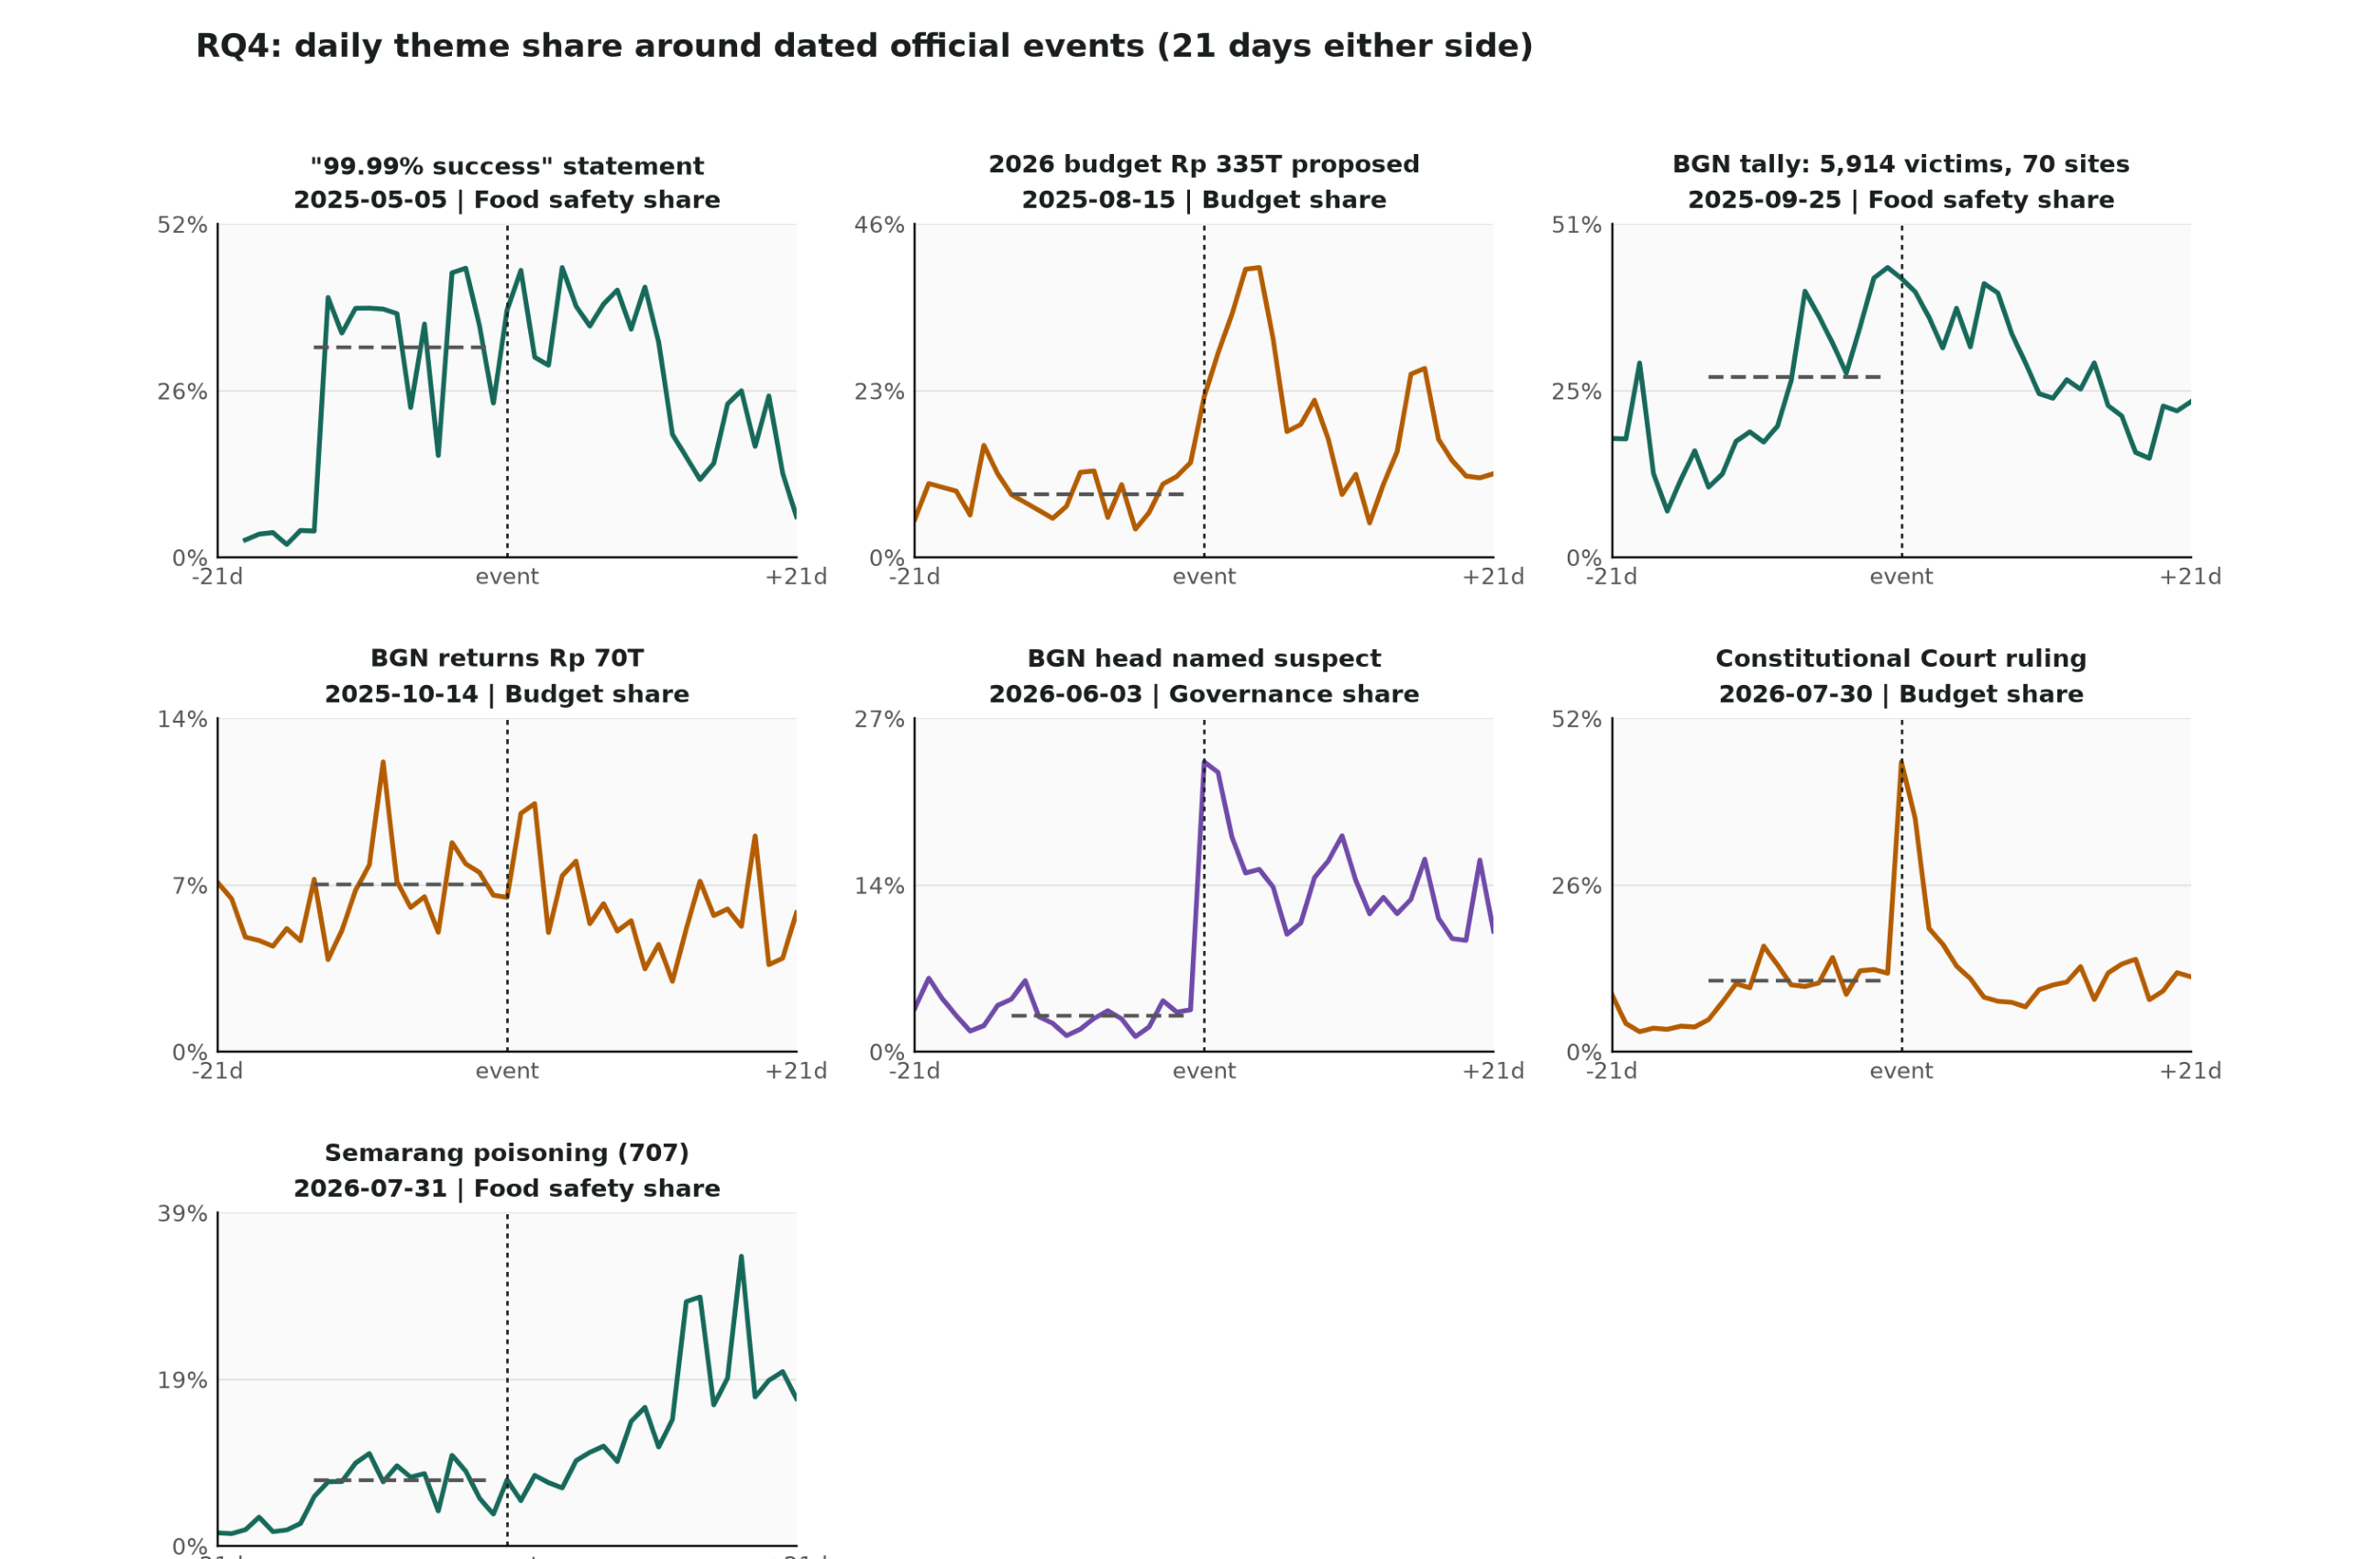 RQ4: daily theme share around dated official events (21 days either side)
"99.99% success" statement
2025-05-05 | Food safety share
52%
26%
0%
-21d
event
+21d
2026 budget Rp 335T proposed
2025-08-15 | Budget share
46%
23%
0%
-21d
event
+21d
BGN tally: 5,914 victims, 70 sites
2025-09-25 | Food safety share
51%
25%
0%
-21d
event
+21d
BGN returns Rp 70T
2025-10-14 | Budget share
14%
7%
0%
-21d
event
+21d
BGN head named suspect
2026-06-03 | Governance share
27%
14%
0%
-21d
event
+21d
Constitutional Court ruling
2026-07-30 | Budget share
52%
26%
0%
-21d
event
+21d
Semarang poisoning (707)
2026-07-31 | Food safety share
39%
19%
0%